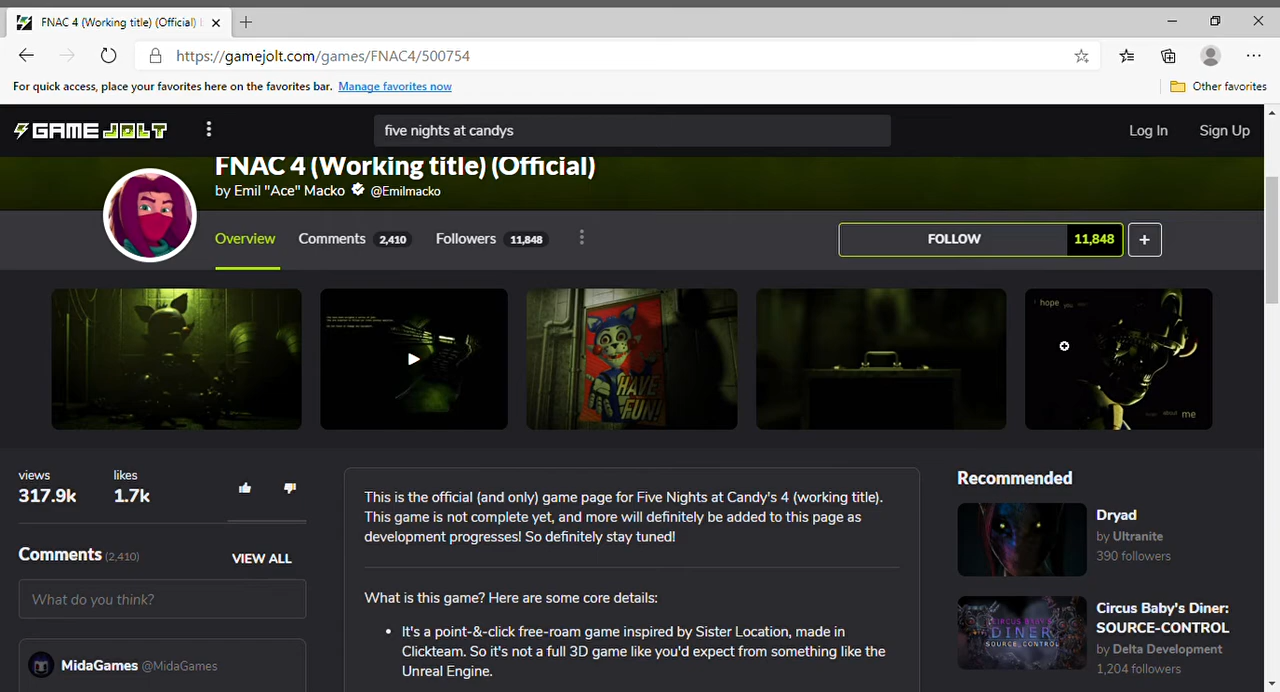 FNAC 4 (Working title) (Official)
https://gamejolt.com/games/FNAC4/500754
For quick access, place your favorites here on the favorites bar. Manage favorites now
Other favorites
GAME JOLT
five nights at candys
Log In
Sign Up
FNAC 4 (Working title) (Official)
by Emil "Ace" Macko @Emilmacko
Overview
Comments 2,410
Followers 11,848
FOLLOW 11,848
HAVE
FUN!
I hope you
about me
views
317.9k
likes
1.7k
Comments (2,410)
VIEW ALL
What do you think?
MidaGames @MidaGames
This is the official (and only) game page for Five Nights at Candy's 4 (working title).
This game is not complete yet, and more will definitely be added to this page as
development progresses! So definitely stay tuned!
What is this game? Here are some core details:
It's a point-&-click free-roam game inspired by Sister Location, made in
Clickteam. So it's not a full 3D game like you'd expect from something like the
Unreal Engine.
Recommended
Dryad
by Ultranite
390 followers
CIRCUS BABY'S
DINER
SOURCE_CONTROL
Circus Baby's Diner:
SOURCE-CONTROL
by Delta Development
1,204 followers